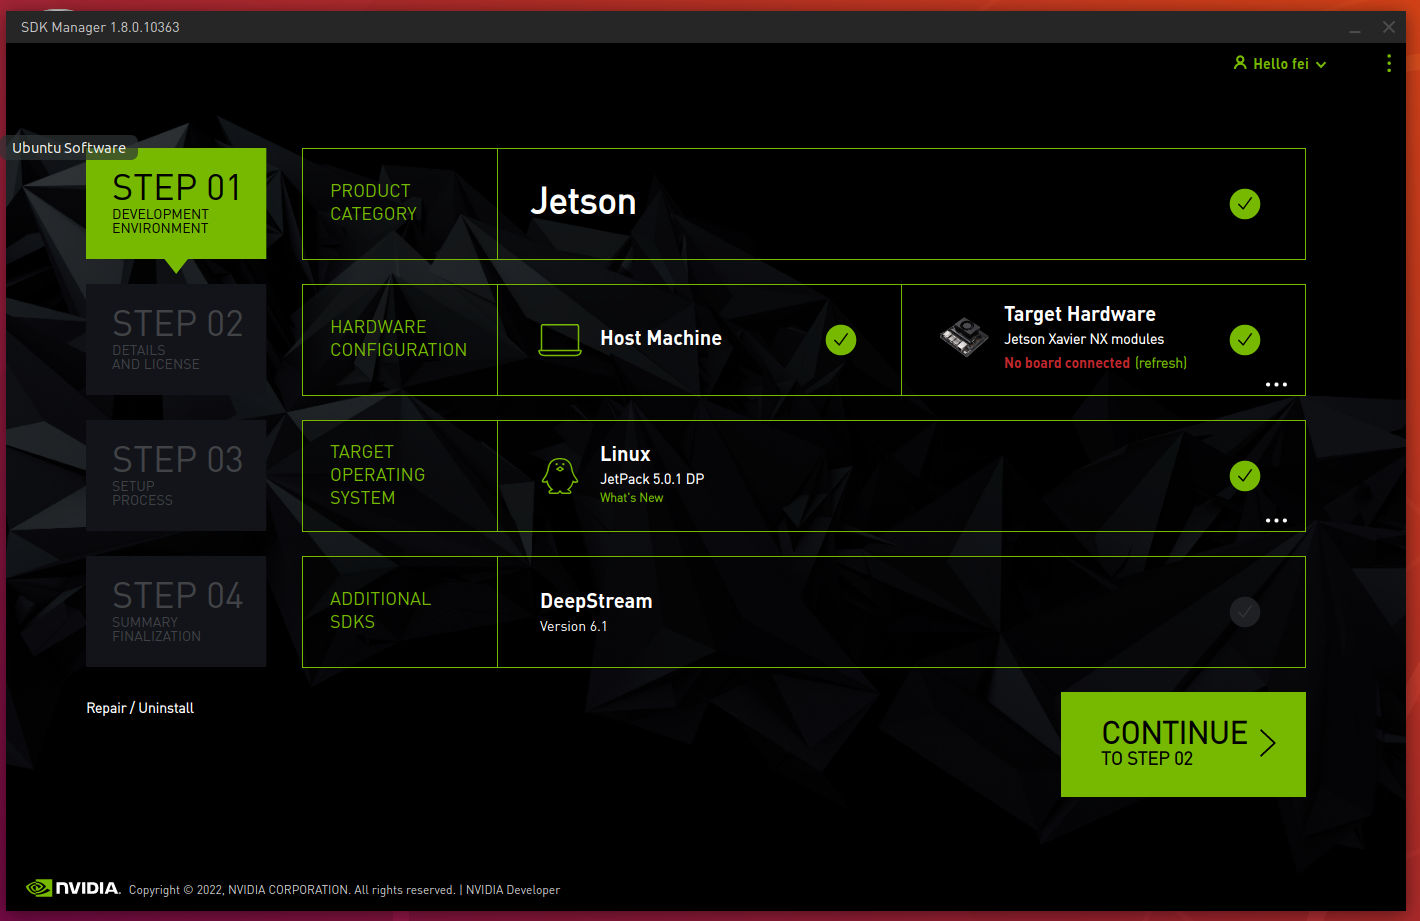 SDK Manager 1.8.0.10363
Hello fei
Ubuntu Software
STEP 01
DEVELOPMENT
ENVIRONMENT
PRODUCT
CATEGORY
Jetson
STEP 02
DETAILS
AND LICENSE
HARDWARE
CONFIGURATION
Host Machine
Target Hardware
Jetson Xavier NX modules
No board connected (refresh)
STEP 03
SETUP
PROCESS
TARGET
OPERATING
SYSTEM
Linux
JetPack 5.0.1 DP
What's New
STEP 04
SUMMARY
FINALIZATION
ADDITIONAL
SDKS
DeepStream
Version 6.1
Repair / Uninstall
CONTINUE
TO STEP 02
NVIDIA. Copyright © 2022, NVIDIA CORPORATION. All rights reserved. | NVIDIA Developer